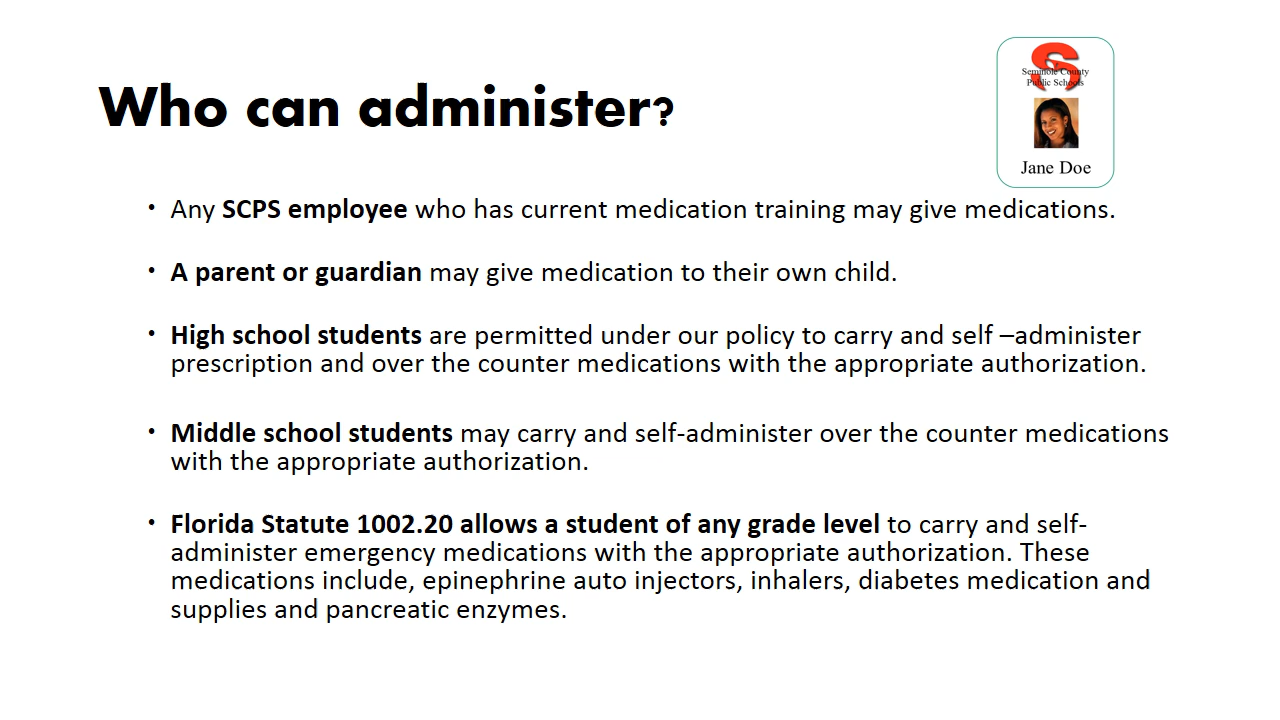 Who can administer?
Seminole County
Public Schools
Jane Doe
• Any SCPS employee who has current medication training may give medications.
• A parent or guardian may give medication to their own child.
• High school students are permitted under our policy to carry and self –administer
prescription and over the counter medications with the appropriate authorization.
• Middle school students may carry and self-administer over the counter medications
with the appropriate authorization.
• Florida Statute 1002.20 allows a student of any grade level to carry and self-
administer emergency medications with the appropriate authorization. These
medications include, epinephrine auto injectors, inhalers, diabetes medication and
supplies and pancreatic enzymes.